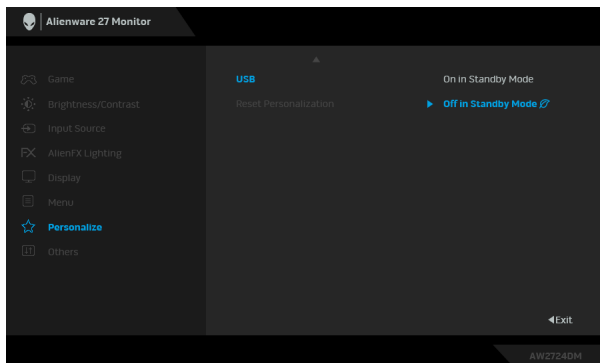 Alienware 27 Monitor
Game
Brightness/Contrast
Input Source
AlienFX Lighting
Display
Menu
Personalize
Others
USB
Reset Personalization
On in Standby Mode
Off in Standby Mode
Exit
AW2724DM